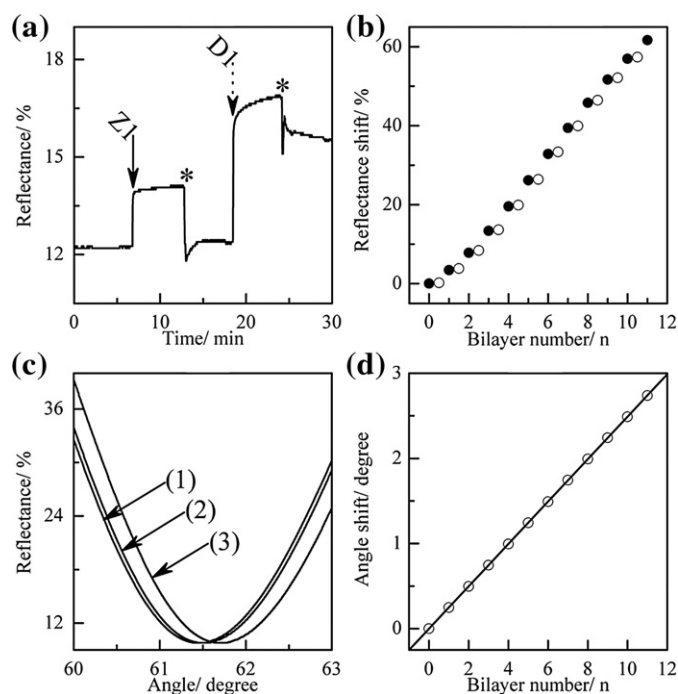 (a)
Reflectance/ %
18
15
12
Z1
*
D1
*
0
10
20
30
Time/ min
(b)
Reflectance shift/ %
60
40
20
0
0
2
4
6
8
10
12
Bilayer number/ n
(c)
Reflectance/ %
36
24
12
(1)
(2)
(3)
60
61
62
63
Angle/ degree
(d)
Angle shift/ degree
3
2
1
0
0
2
4
6
8
10
12
Bilayer number/ n